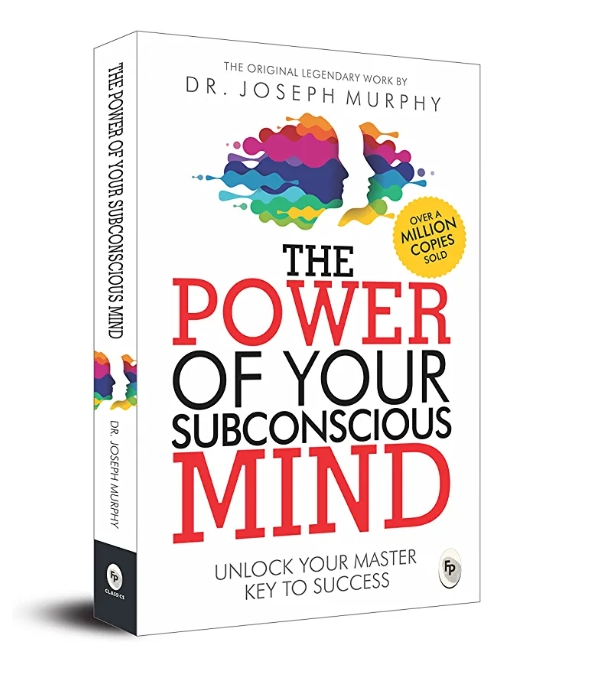 THE POWER OF YOUR SUBCONSCIOUS MIND
DR. JOSEPH MURPHY
FP
CLASSICS
THE ORIGINAL LEGENDARY WORK BY
DR. JOSEPH MURPHY
OVER A
MILLION
COPIES
SOLD
THE
POWER
OF YOUR
SUBCONSCIOUS
MIND
UNLOCK YOUR MASTER
KEY TO SUCCESS
FP